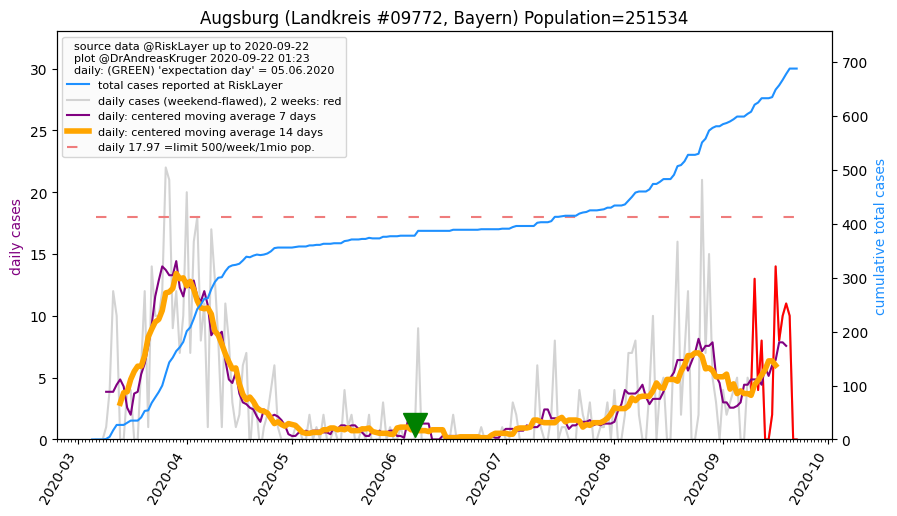 Augsburg (Landkreis #09772, Bayern) Population=251534
source data @RiskLayer up to 2020-09-22
plot @DrAndreasKruger 2020-09-22 01:23
daily: (GREEN) 'expectation day' = 05.06.2020
total cases reported at RiskLayer
daily cases (weekend-flawed), 2 weeks: red
daily: centered moving average 7 days
daily: centered moving average 14 days
daily 17.97 =limit 500/week/1mio pop.
daily cases
30
25
20
15
10
5
0
cumulative total cases
700
600
500
400
300
200
100
0
2020-03
2020-04
2020-05
2020-06
2020-07
2020-08
2020-09
2020-10